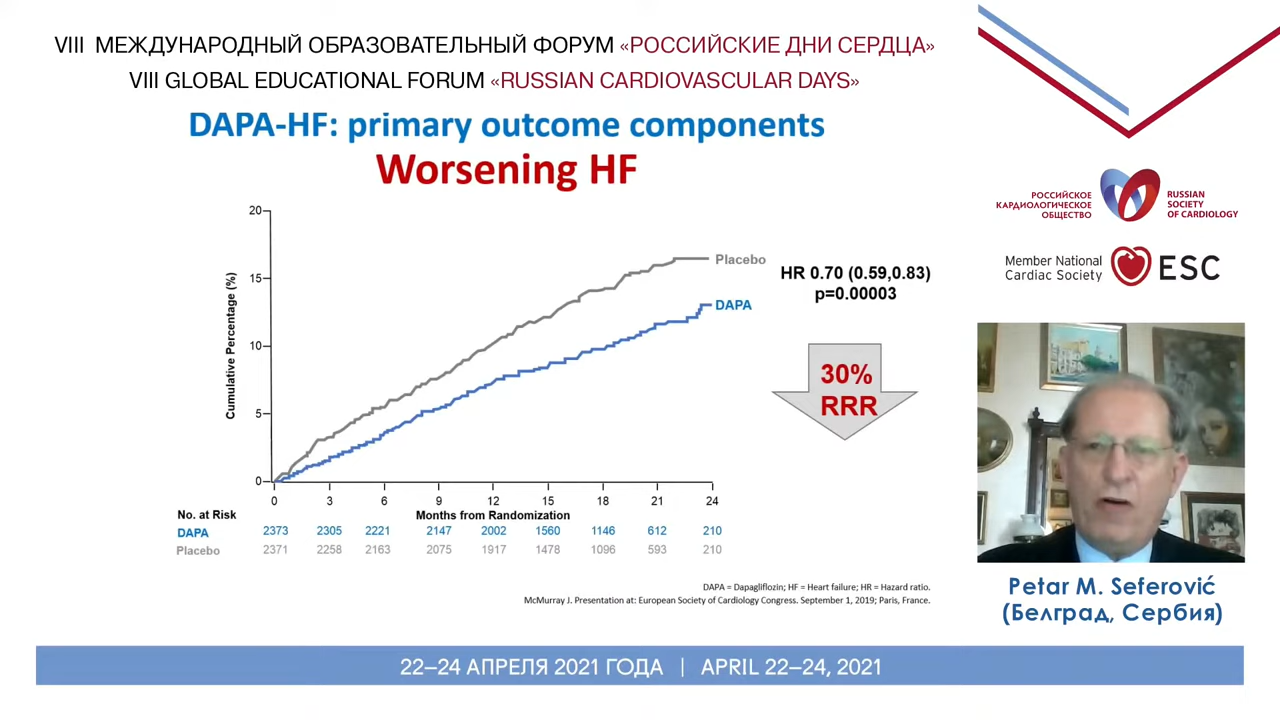 VIII МЕЖДУНАРОДНЫЙ ОБРАЗОВАТЕЛЬНЫЙ ФОРУМ «РОССИЙСКИЕ ДНИ СЕРДЦА»
VIII GLOBAL EDUCATIONAL FORUM «RUSSIAN CARDIOVASCULAR DAYS»
DAPA-HF: primary outcome components
Worsening HF
20
15
10
5
0
Cumulative Percentage (%)
Placebo
DAPA
HR 0.70 (0.59,0.83)
p=0.00003
30%
RRR
0 3 6 9 12 15 18 21 24
Months from Randomization
No. at Risk
DAPA 2373 2305 2221 2147 2002 1560 1146 612 210
Placebo 2371 2258 2163 2075 1917 1478 1096 593 210
DAPA = Dapagliflozin; HF = Heart failure; HR = Hazard ratio.
McMurray J. Presentation at: European Society of Cardiology Congress. September 1, 2019; Paris, France.
РОССИЙСКОЕ
КАРДИОЛОГИЧЕСКОЕ
ОБЩЕСТВО
RUSSIAN
SOCIETY
OF CARDIOLOGY
Member National
Cardiac Society
ESC
Petar M. Seferović
(Белград, Сербия)
22–24 АПРЕЛЯ 2021 ГОДА | APRIL 22–24, 2021